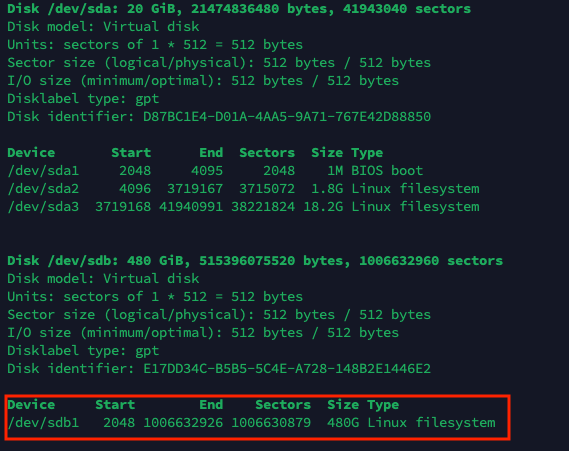 Disk /dev/sda: 20 GiB, 21474836480 bytes, 41943040 sectors
Disk model: Virtual disk
Units: sectors of 1 * 512 = 512 bytes
Sector size (logical/physical): 512 bytes / 512 bytes
I/O size (minimum/optimal): 512 bytes / 512 bytes
Disklabel type: gpt
Disk identifier: D87BC1E4-D01A-4AA5-9A71-767E42D88850
Device Start End Sectors Size Type
/dev/sda1 2048 4095 2048 1M BIOS boot
/dev/sda2 4096 3719167 3715072 1.8G Linux filesystem
/dev/sda3 3719168 41940991 38221824 18.2G Linux filesystem
Disk /dev/sdb: 480 GiB, 515396075520 bytes, 1006632960 sectors
Disk model: Virtual disk
Units: sectors of 1 * 512 = 512 bytes
Sector size (logical/physical): 512 bytes / 512 bytes
I/O size (minimum/optimal): 512 bytes / 512 bytes
Disklabel type: gpt
Disk identifier: E17DD34C-B5B5-5C4E-A728-148B2E1446E2
Device Start End Sectors Size Type
/dev/sdb1 2048 1006632926 1006630879 480G Linux filesystem